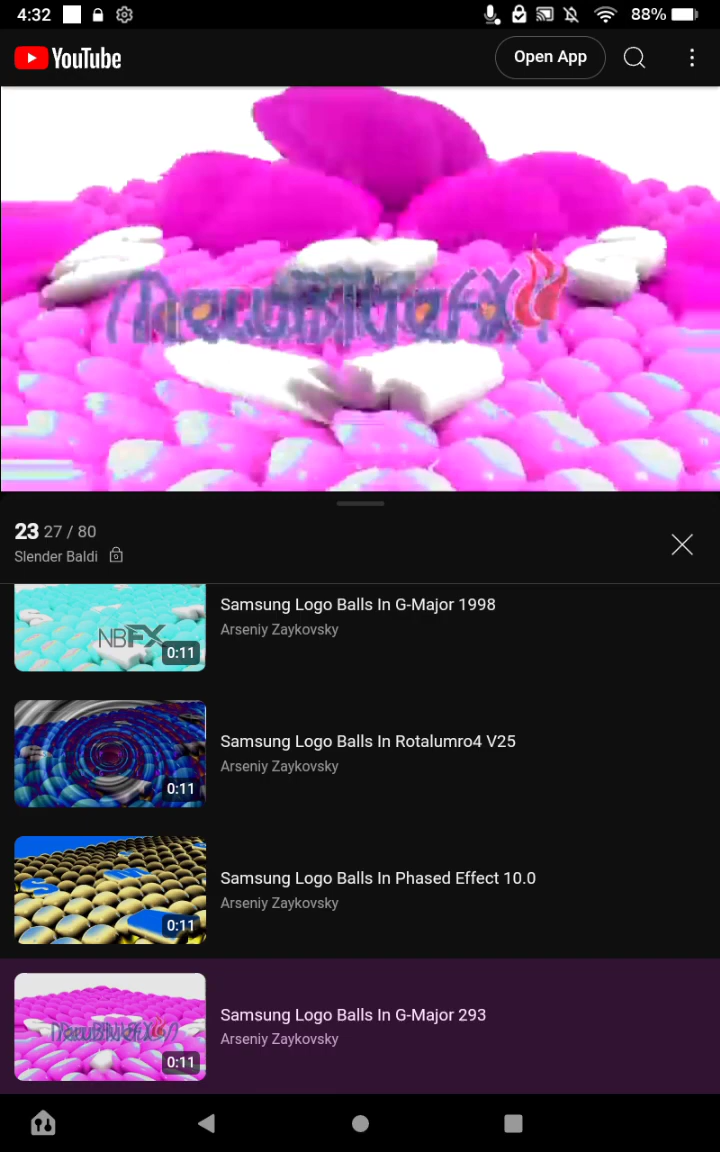 4:32
88%
YouTube
Open App
23 27 / 80
Slender Baldi
NBFX
0:11
Samsung Logo Balls In G-Major 1998
Arseniy Zaykovsky
0:11
Samsung Logo Balls In Rotalumro4 V25
Arseniy Zaykovsky
S M
0:11
Samsung Logo Balls In Phased Effect 10.0
Arseniy Zaykovsky
0:11
Samsung Logo Balls In G-Major 293
Arseniy Zaykovsky